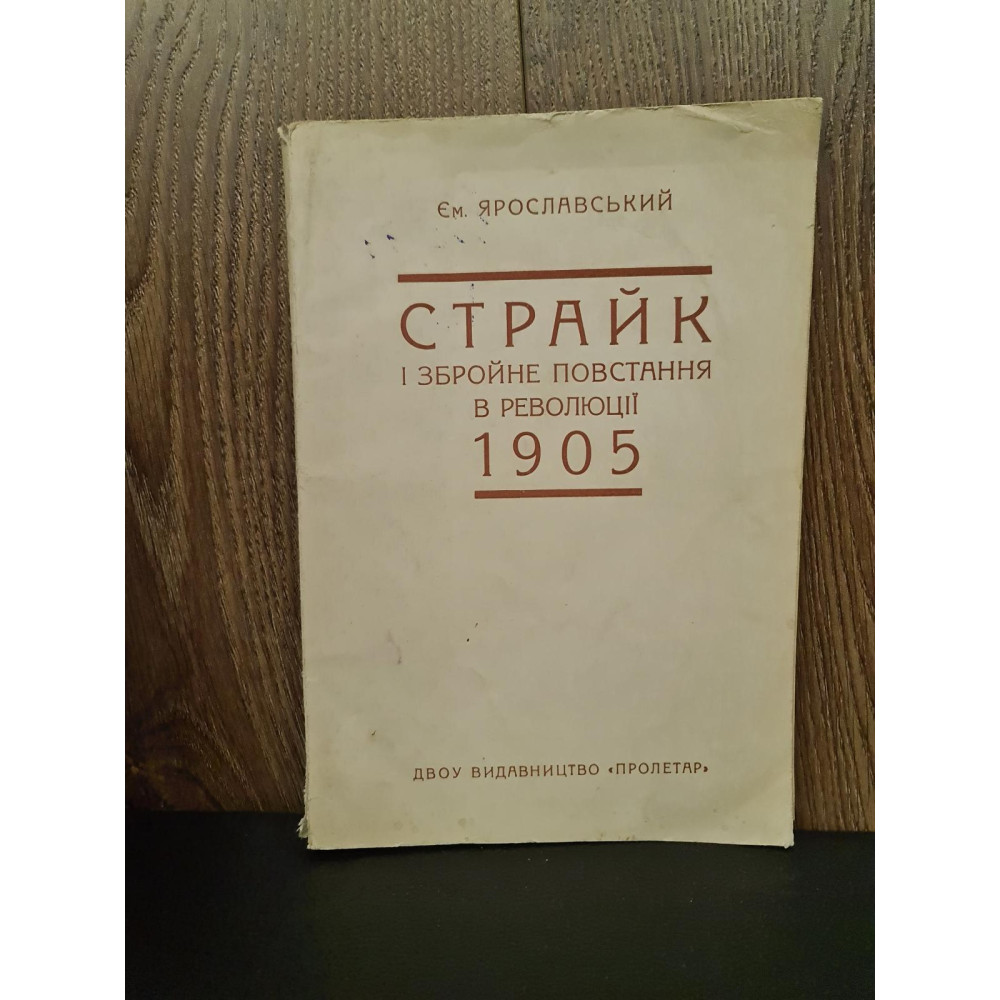 Єм. ЯРОСЛАВСЬКИЙ
СТРАЙК
І ЗБРОЙНЕ ПОВСТАННЯ
В РЕВОЛЮЦІЇ
1905
ДВОУ ВИДАВНИЦТВО «ПРОЛЕТАР»